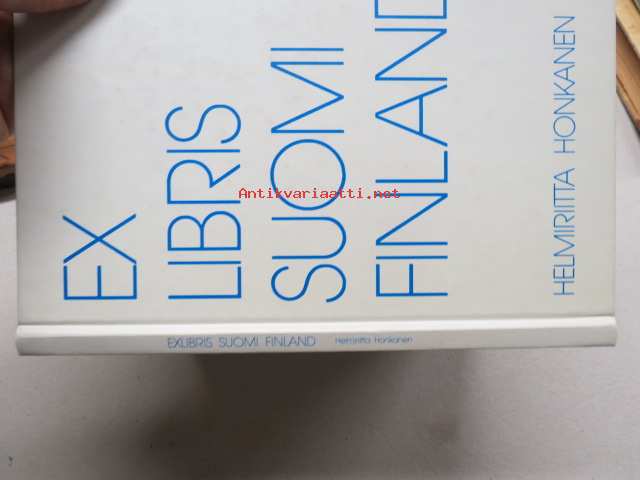 EX
LIBRIS
SUOMI
FINLAND
HELMIRIITTA HONKANEN
EXLIBRIS SUOMI FINLAND Helmiriitta Honkanen
Antikvariaatti.net